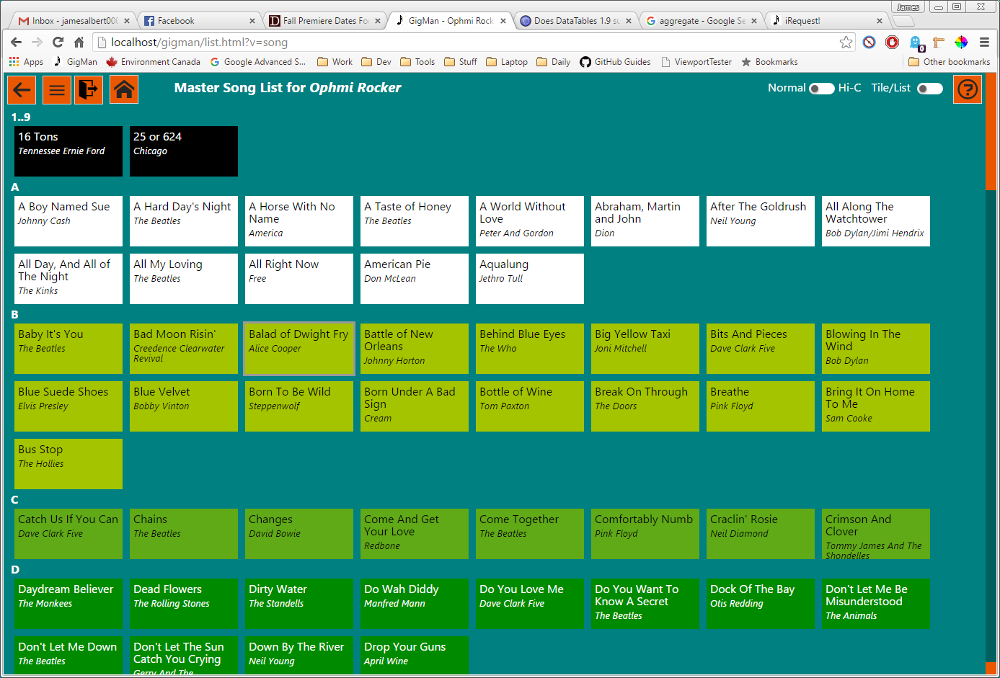 James
Inbox - jamesalbert000
Facebook
Fall Premiere Dates For
GigMan - Ophmi Rock
Does DataTables 1.9 su
aggregate - Google Se
iRequest!
localhost/gigman/list.html?v=song
0
Apps
GigMan
Environment Canada
Google Advanced S...
Work
Dev
Tools
Stuff
Laptop
Daily
GitHub Guides
ViewportTester
Bookmarks
Other bookmarks
Master Song List for Ophmi Rocker
Normal
Hi-C
Tile/List
?
1..9
16 Tons
Tennessee Ernie Ford
25 or 624
Chicago
A
A Boy Named Sue
Johnny Cash
A Hard Day's Night
The Beatles
A Horse With No
Name
America
A Taste of Honey
The Beatles
A World Without
Love
Peter And Gordon
Abraham, Martin
and John
Dion
After The Goldrush
Neil Young
All Along The
Watchtower
Bob Dylan/Jimi Hendrix
All Day, And All of
The Night
The Kinks
All My Loving
The Beatles
All Right Now
Free
American Pie
Don McLean
Aqualung
Jethro Tull
B
Baby It's You
The Beatles
Bad Moon Risin'
Creedence Clearwater
Revival
Balad of Dwight Fry
Alice Cooper
Battle of New
Orleans
Johnny Horton
Behind Blue Eyes
The Who
Big Yellow Taxi
Joni Mitchell
Bits And Pieces
Dave Clark Five
Blowing In The
Wind
Bob Dylan
Blue Suede Shoes
Elvis Presley
Blue Velvet
Bobby Vinton
Born To Be Wild
Steppenwolf
Born Under A Bad
Sign
Cream
Bottle of Wine
Tom Paxton
Break On Through
The Doors
Breathe
Pink Floyd
Bring It On Home
To Me
Sam Cooke
Bus Stop
The Hollies
C
Catch Us If You Can
Dave Clark Five
Chains
The Beatles
Changes
David Bowie
Come And Get
Your Love
Redbone
Come Together
The Beatles
Comfortably Numb
Pink Floyd
Craclin' Rosie
Neil Diamond
Crimson And
Clover
Tommy James And The
Shondelles
D
Daydream Believer
The Monkees
Dead Flowers
The Rolling Stones
Dirty Water
The Standells
Do Wah Diddy
Manfred Mann
Do You Love Me
Dave Clark Five
Do You Want To
Know A Secret
The Beatles
Dock Of The Bay
Otis Redding
Don't Let Me Be
Misunderstood
The Animals
Don't Let Me Down
The Beatles
Don't Let The Sun
Catch You Crying
Gerry And The
Down By The River
Neil Young
Drop Your Guns
April Wine